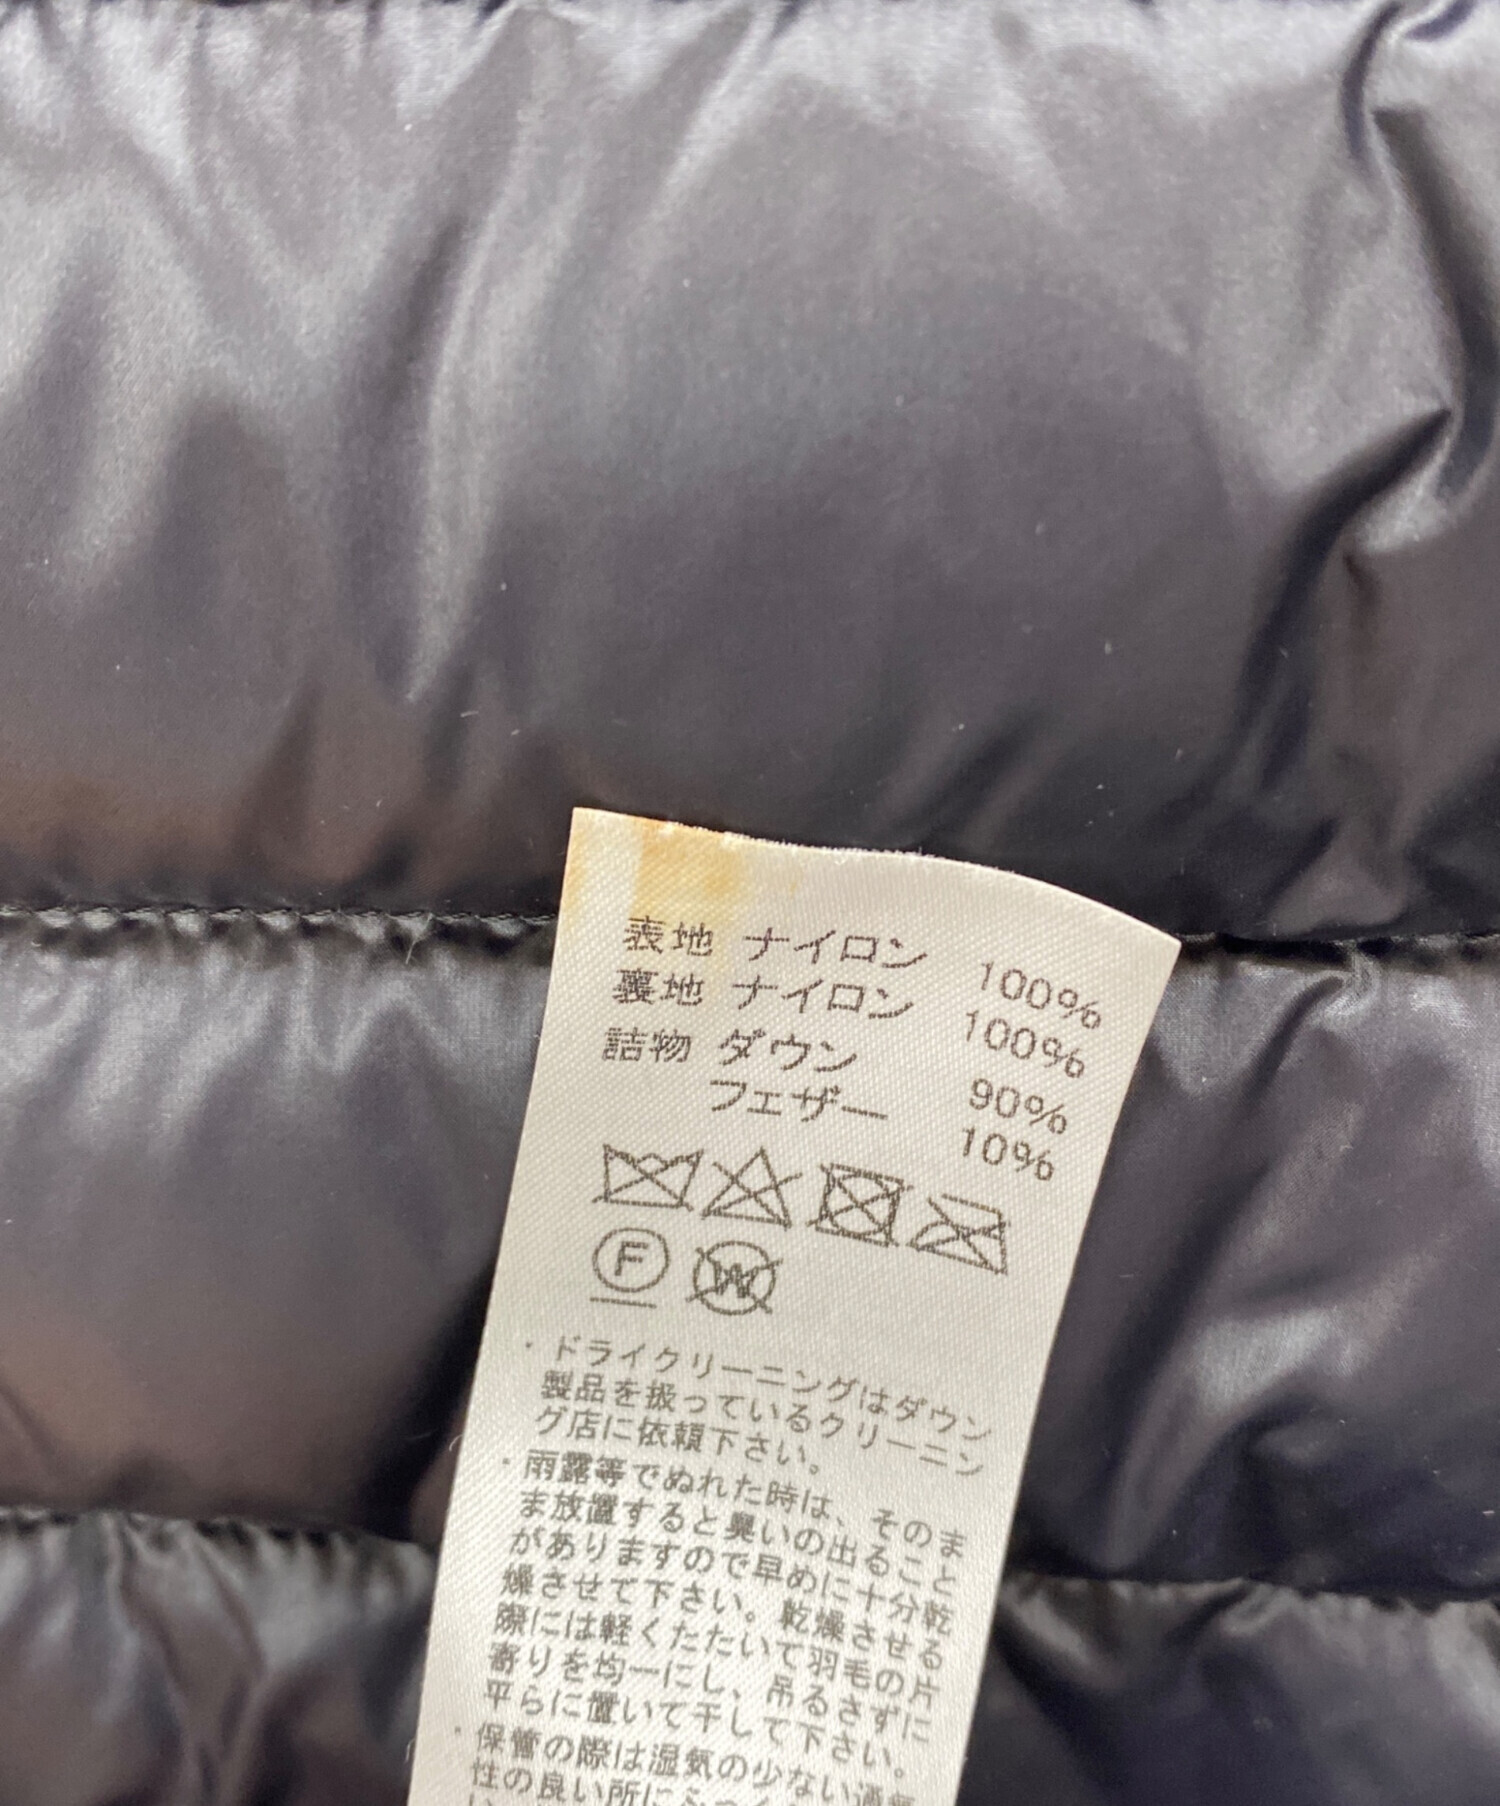 表地 ナイロン 100%
裏地 ナイロン 100%
詰物 ダウン 90%
フェザー 10%
F W
・ドライクリーニングはダウン
製品を扱っているクリーニン
グ店に依頼下さい。
・雨露等でぬれた時は、そのま
ま放置すると臭いの出ること
がありますので早めに十分乾
燥させて下さい。乾燥させる
際には軽くたたいて羽毛の片
寄りを均一にし、吊るさずに
平らに置いて干して下さい。
・保管の際は湿気の少ない通気
性の良い所に